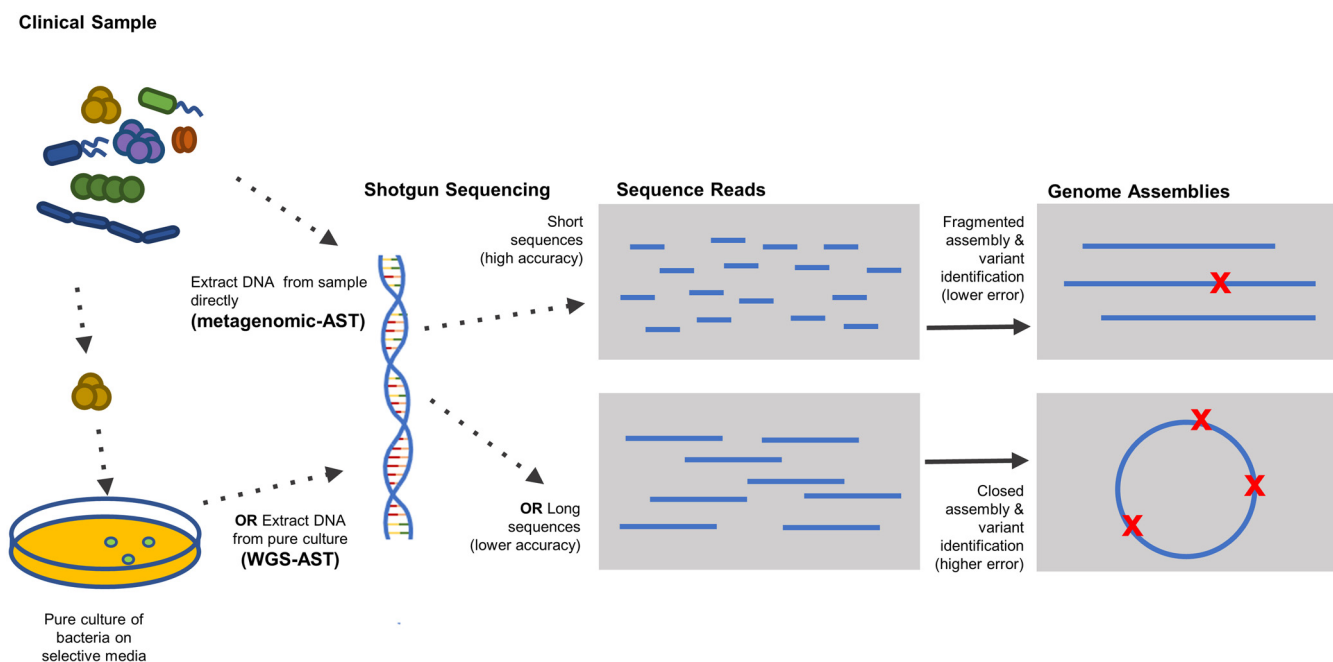 Clinical Sample
Shotgun Sequencing
Sequence Reads
Genome Assemblies
Extract DNA from sample
directly
(metagenomic-AST)
Short
sequences
(high accuracy)
Fragmented
assembly &
variant
identification
(lower error)
X
OR Extract DNA
from pure culture
(WGS-AST)
OR Long
sequences
(lower accuracy)
Closed
assembly &
variant
identification
(higher error)
X
X
X
Pure culture of
bacteria on
selective media